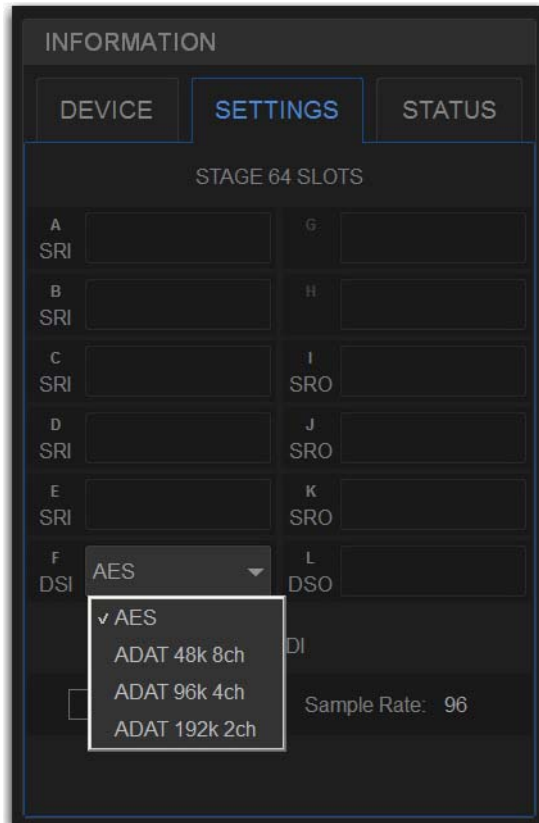 INFORMATION
DEVICE SETTINGS STATUS
STAGE 64 SLOTS
A G
SRI
B H
SRI
C I
SRI SRO
D J
SRI SRO
E K
SRI SRO
F L
DSI AES DSO
✓ AES
ADAT 48k 8ch
DI
ADAT 96k 4ch
Sample Rate: 96
ADAT 192k 2ch